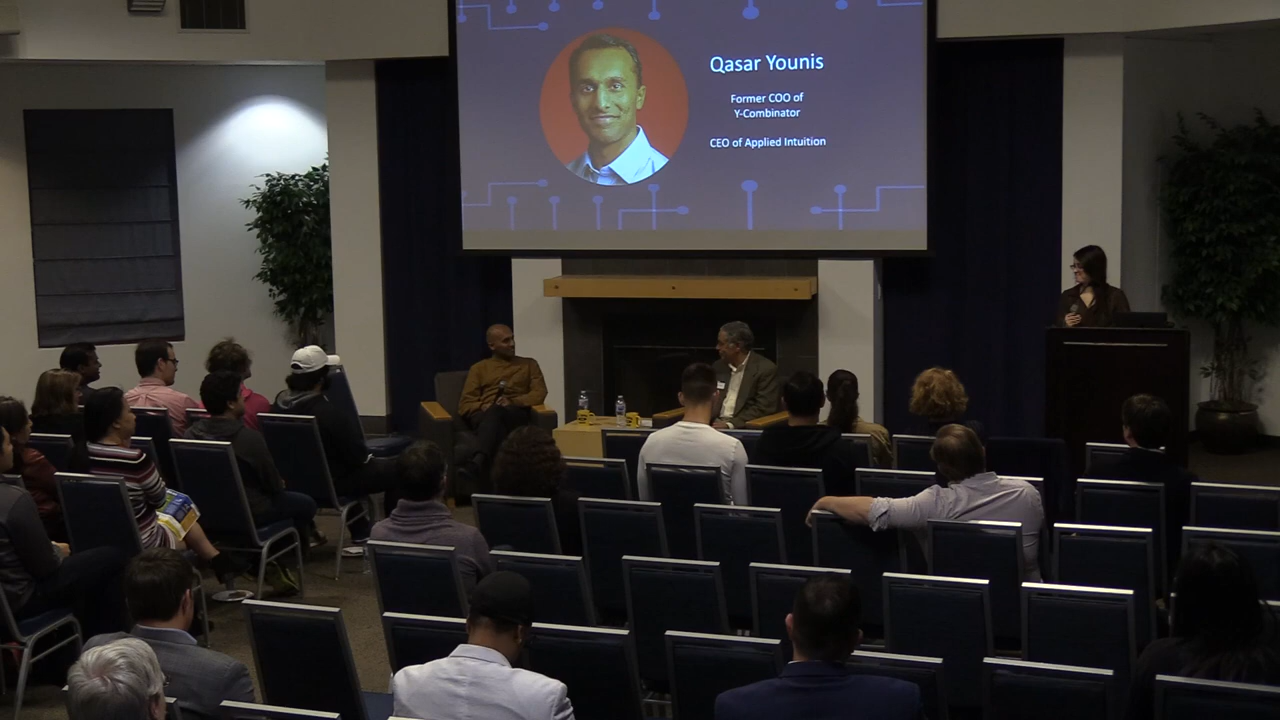 Qasar Younis
Former COO of
Y-Combinator
CEO of Applied Intuition